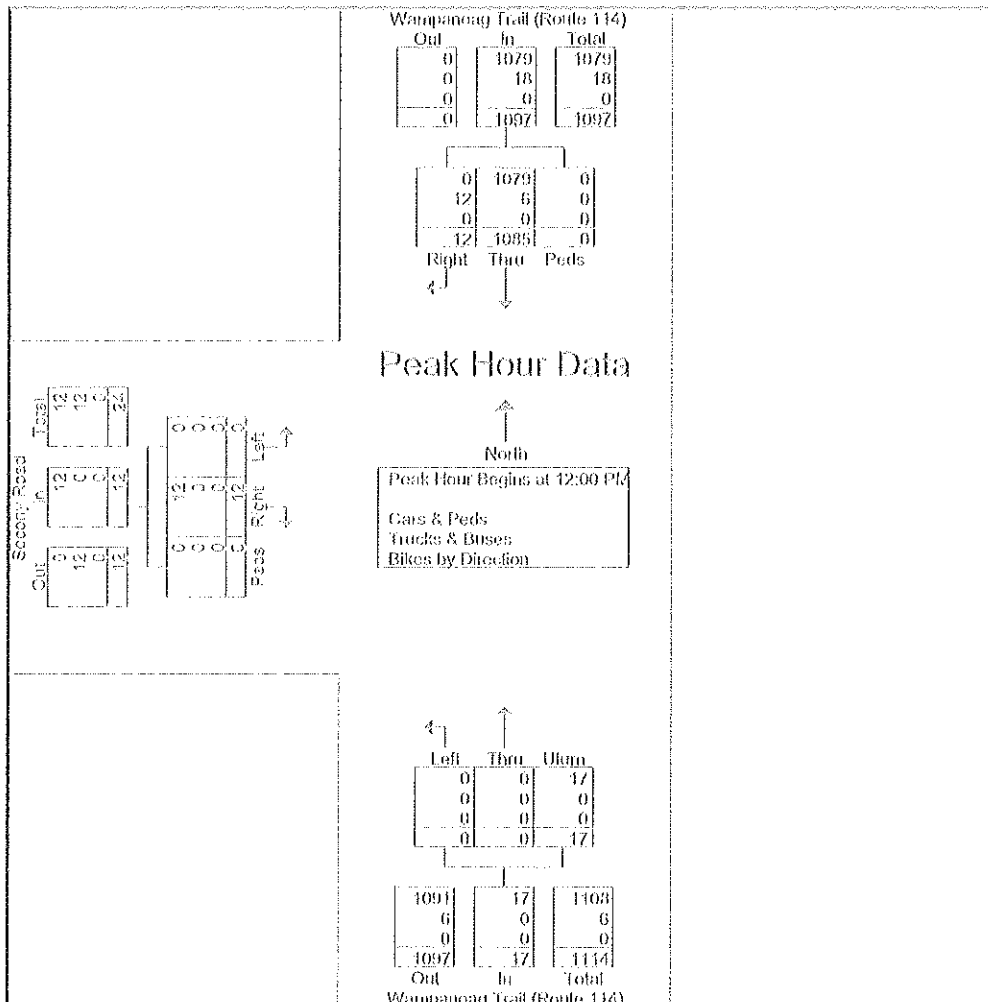 Wampanoag Trail (Route 114)
Out In Total
0 1079 1079
0 18 18
0 0 0
0 1097 1097
0 1079 0
12 6 0
0 0 0
12 1085 0
Right Thru Peds
Peak Hour Data
North
Peak Hour Begins at 12:00 PM
Cars & Peds
Trucks & Buses
Bikes by Direction
Socony Road
Out In Total
0 12 12
12 0 12
0 0 0
12 12 24
0 12 0
0 0 0
0 0 0
0 12 0
Peds Right Left
Left Thru Uturn
0 0 17
0 0 0
0 0 0
0 0 17
1091 17 1108
6 0 6
0 0 0
1097 17 1114
Out In Total
Wampanoag Trail (Route 114)